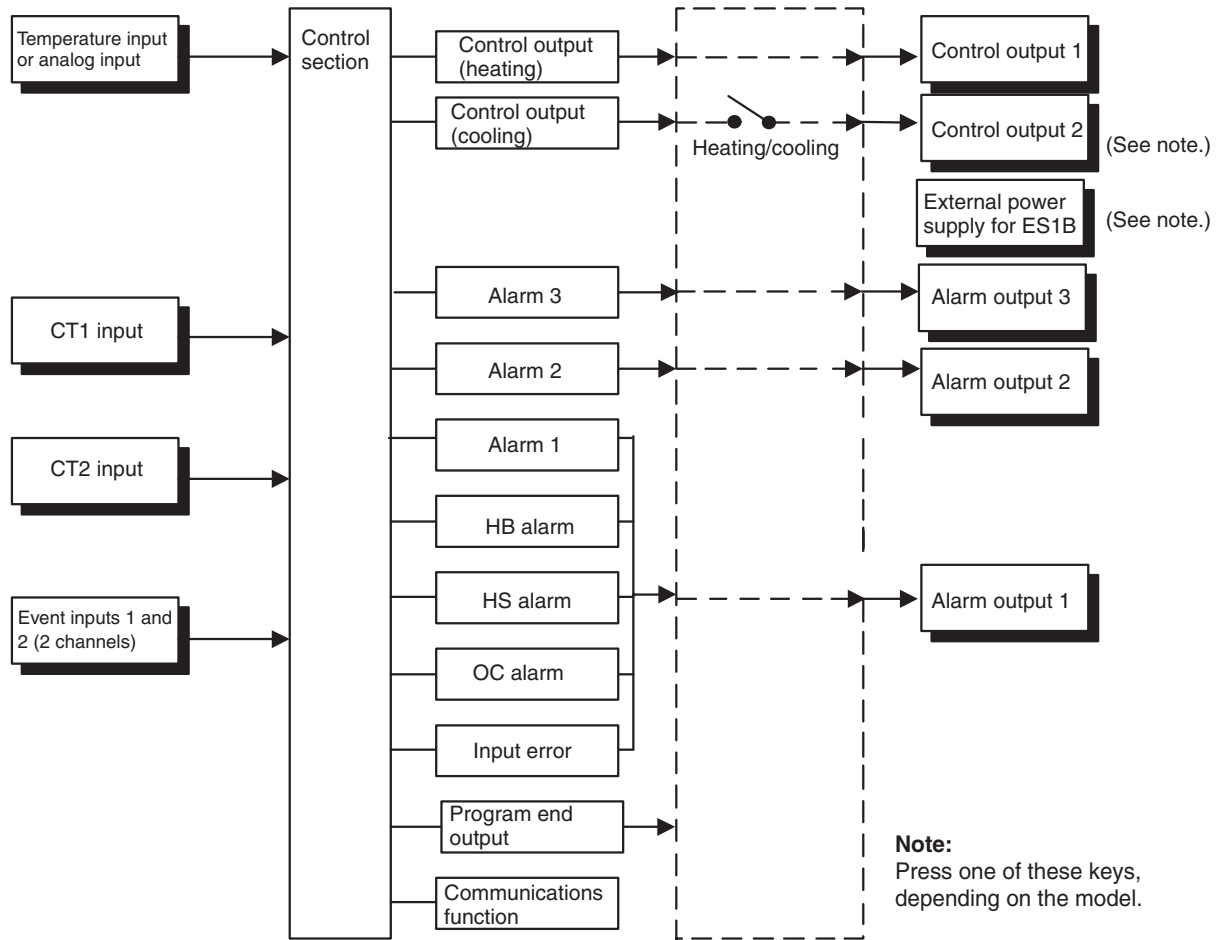 Temperature input
or analog input
Control
section
Control output
(heating)
Control output 1
Control output
(cooling)
Heating/cooling
Control output 2
(See note.)
External power
supply for ES1B
(See note.)
CT1 input
Alarm 3
Alarm output 3
Alarm 2
Alarm output 2
CT2 input
Alarm 1
HB alarm
Event inputs 1 and
2 (2 channels)
HS alarm
Alarm output 1
OC alarm
Input error
Program end
output
Communications
function
Note:
Press one of these keys,
depending on the model.